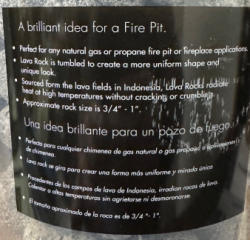 A brilliant idea for a Fire Pit.
• Perfect for any natural gas or propane fire pit or fireplace applications.
• Lava Rock is tumbled to create a more uniform shape and
unique look.
• Sourced form the lava fields in Indonesia, Lava Rocks radiate
heat at high temperatures without cracking or crumbling.
• Approximate rock size is 3/4" - 1".
Una idea brillante para un pozo de fuego.
• Perfecta para cualquier chimenea de gas natural o gas propano o
de chimenea.
• Lava rock se gira para crear una forma más uniforme y mirada única.
• Procedentes de los campos de lava de Indonesia, irradian rocas de lava.
Calentar a altas temperaturas sin agrietarse ni desmoronarse.
• El tamaño aproximado de la roca es de 3/4 "- 1".